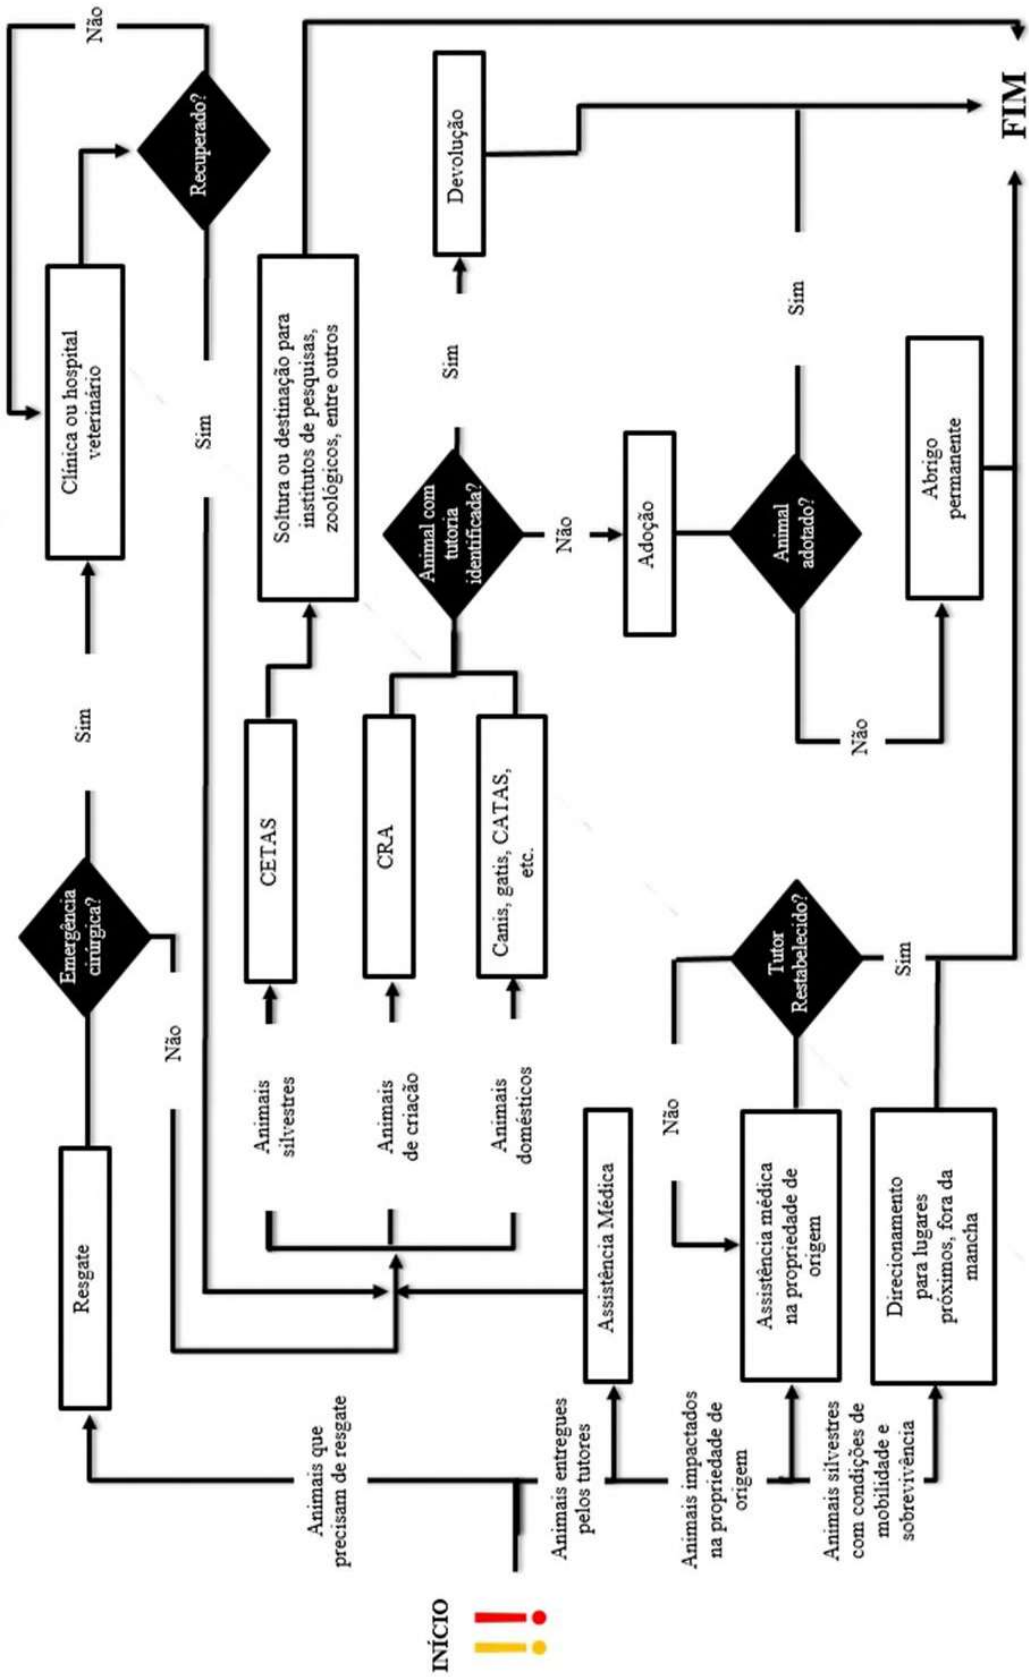 INÍCIO
Animais que
precisam de resgate
Animais entregues
pelos tutores
Animais impactados
na propriedade de
origem
Animais silvestres
com condições de
mobilidade e
sobrevivência
Resgate
Emergência
cirúrgica?
Sim
Não
Clínica ou hospital
veterinário
Recuperado?
Não
Sim
Animais
silvestres
CETAS
Soltura ou destinação para
institutos de pesquisas,
zoológicos, entre outros
Animais
de criação
CRA
Animais
domésticos
Canis, gatis, CATAS,
etc.
Animal com
tutoria
identificada?
Sim
Devolução
Não
Adoção
Animal
adotado?
Sim
Não
Abrigo
permanente
Assistência Médica
Assistência médica
na propriedade de
origem
Não
Tutor
Restabelecido?
Sim
Direcionamento
para lugares
próximos, fora da
mancha
FIM